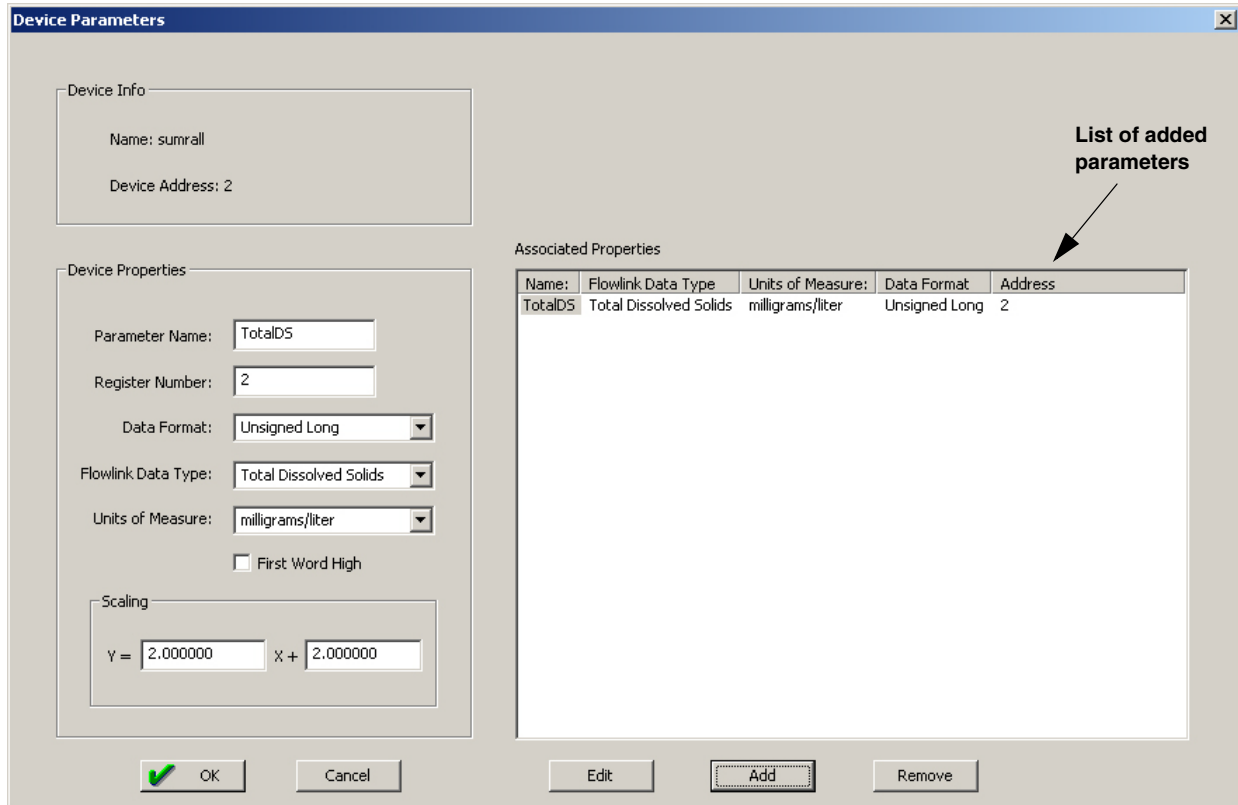 Device Parameters
Device Info
Name: sumrall
Device Address: 2
List of added
parameters
Device Properties
Parameter Name: TotalDS
Register Number: 2
Data Format: Unsigned Long
Flowlink Data Type: Total Dissolved Solids
Units of Measure: milligrams/liter
First Word High
Scaling
Y = 2.000000 X + 2.000000
Associated Properties
Name: Flowlink Data Type Units of Measure: Data Format Address
TotalDS Total Dissolved Solids milligrams/liter Unsigned Long 2
OK Cancel Edit Add Remove